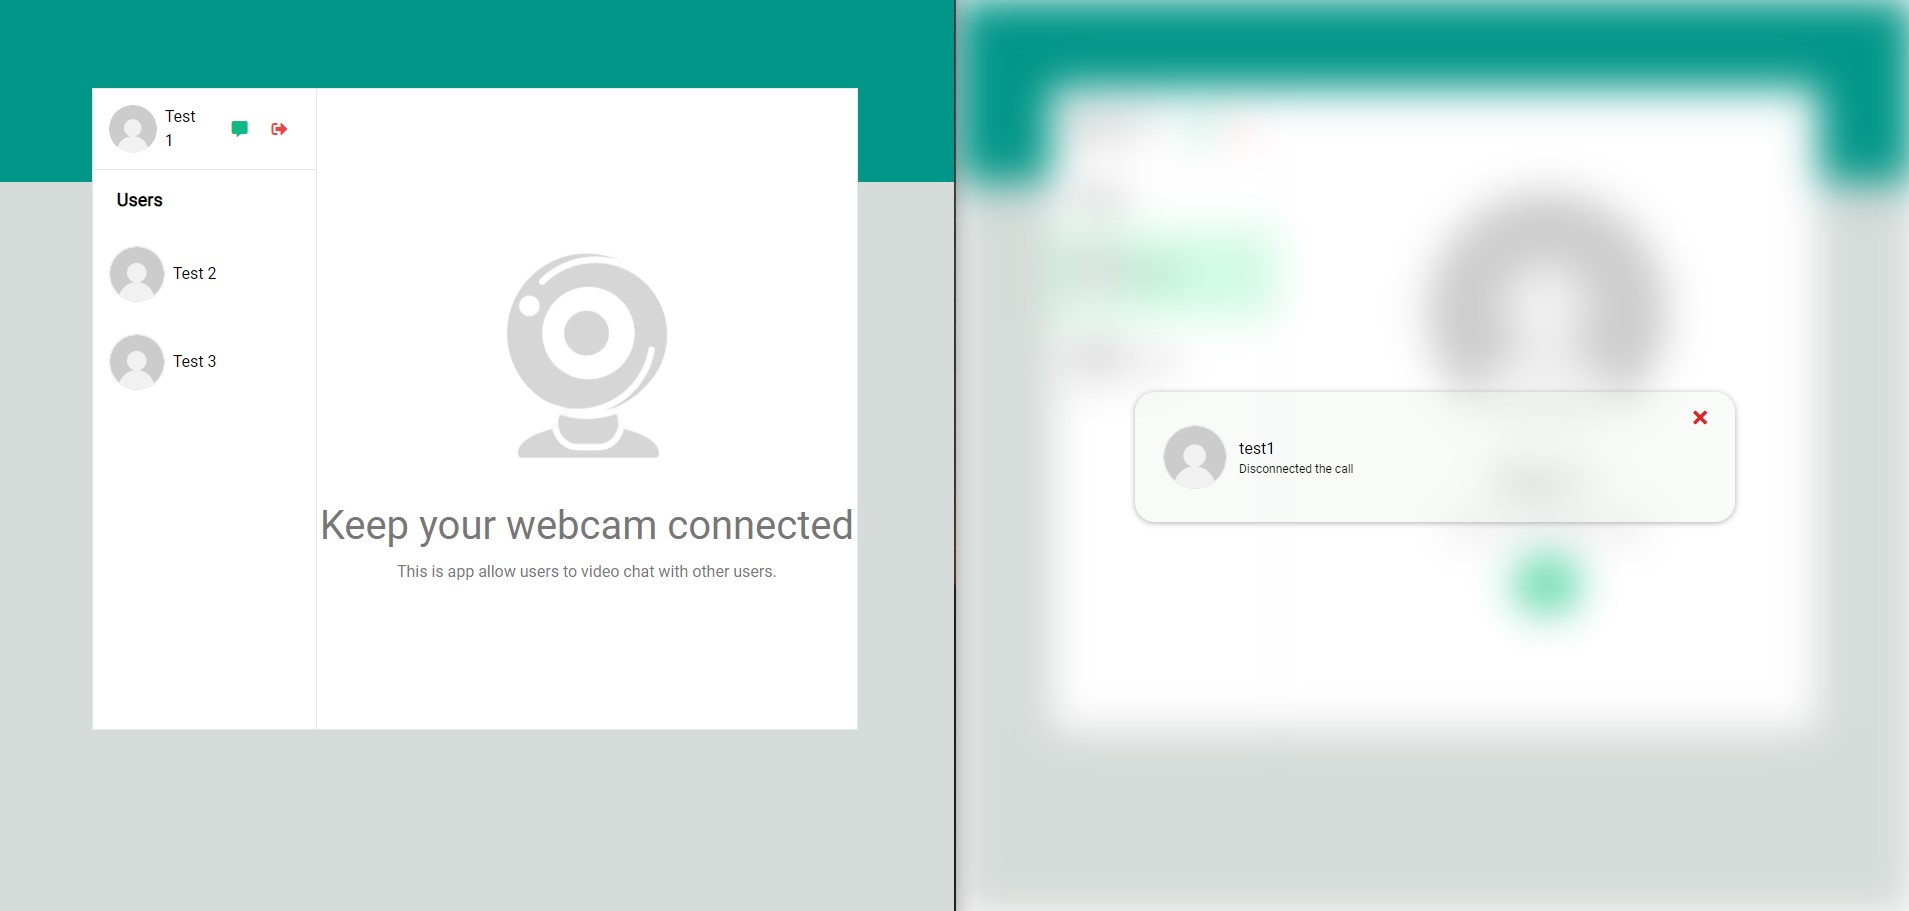 Test
1
Users
Test 2
Test 3
Keep your webcam connected
This is app allow users to video chat with other users.
test1
Disconnected the call